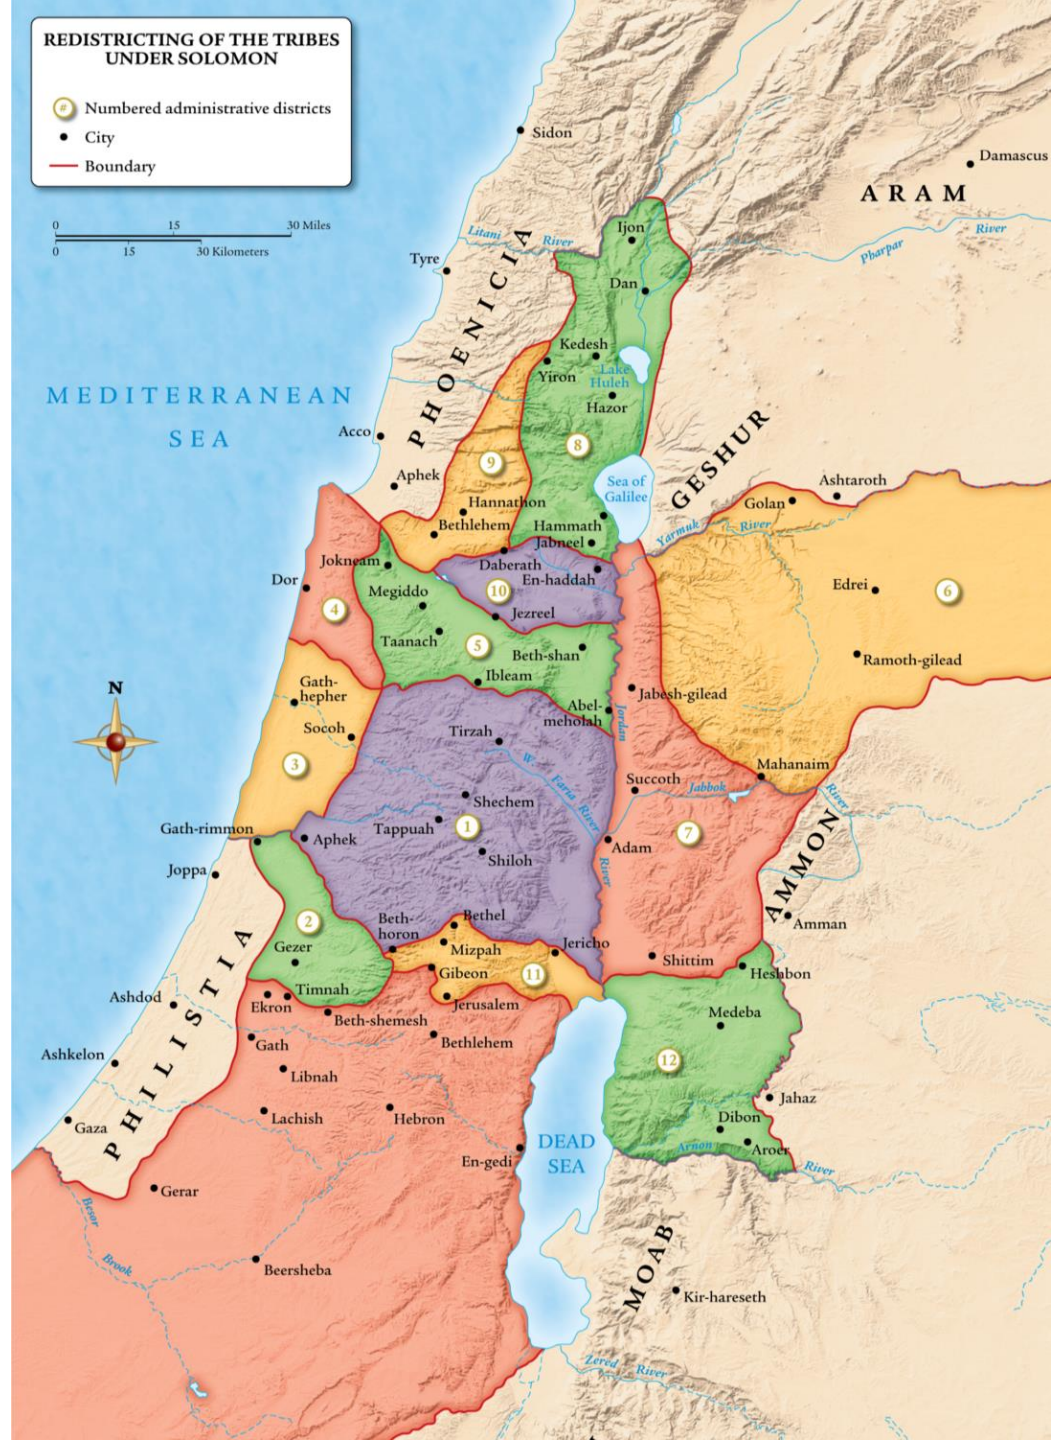 REDISTRICTING OF THE TRIBES
UNDER SOLOMON
# Numbered administrative districts
City
Boundary
0 15 30 Miles
0 15 30 Kilometers
Sidon
Damascus
ARAM
Litani River
Pharpar River
Ijon
Tyre
Dan
PHOENICIA
Kedesh
Yiron
Lake
Huleh
Hazor
MEDITERRANEAN
SEA
Acco
8
9
GESHUR
Aphek
Sea of
Galilee
Ashtaroth
Golan
Hannathon
Bethlehem
Hammath
Jabneel
Yarmuk River
Jokneam
Daberath
En-haddah
Dor
Megiddo
10
Edrei
6
4
Jezreel
Taanach
5
Beth-shan
Ramoth-gilead
N
Gath-
hepher
Ibleam
Jabesh-gilead
Abel-
meholah
Jordan
Socoh
Tirzah
3
W Faria River
Mahanaim
Succoth
Jabbok
River
Shechem
Tappuah
1
7
Gath-rimmon
Aphek
Adam
Shiloh
River
AMMON
Joppa
2
Beth-
horon
Bethel
Amman
Gezer
Mizpah
Jericho
Gibeon
11
Shittim
Heshbon
PHILISTIA
Timnah
Ekron
Jerusalem
Ashdod
Beth-shemesh
Medeba
Gath
Bethlehem
Ashkelon
12
Libnah
Jahaz
Lachish
Hebron
Dibon
Gaza
DEAD
SEA
Aroer
Arnon
River
En-gedi
Gerar
Besor
Brook
Beersheba
MOAB
Kir-hareseth
Zered River